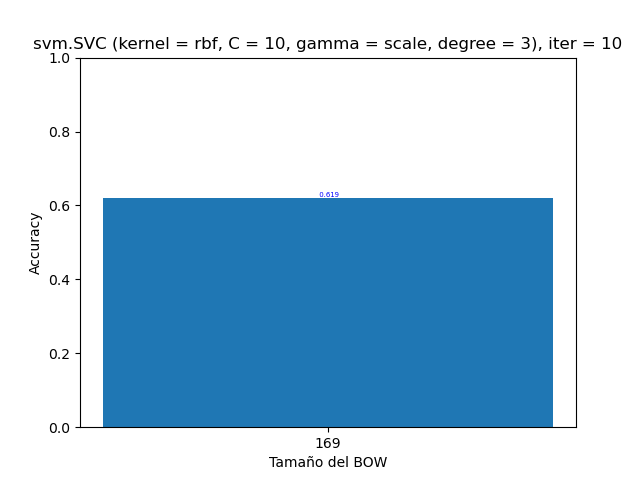 svm.SVC (kernel = rbf, C = 10, gamma = scale, degree = 3), iter = 10
1.0
0.8
0.6
0.4
0.2
0.0
Accuracy
0.619
169
Tamaño del BOW